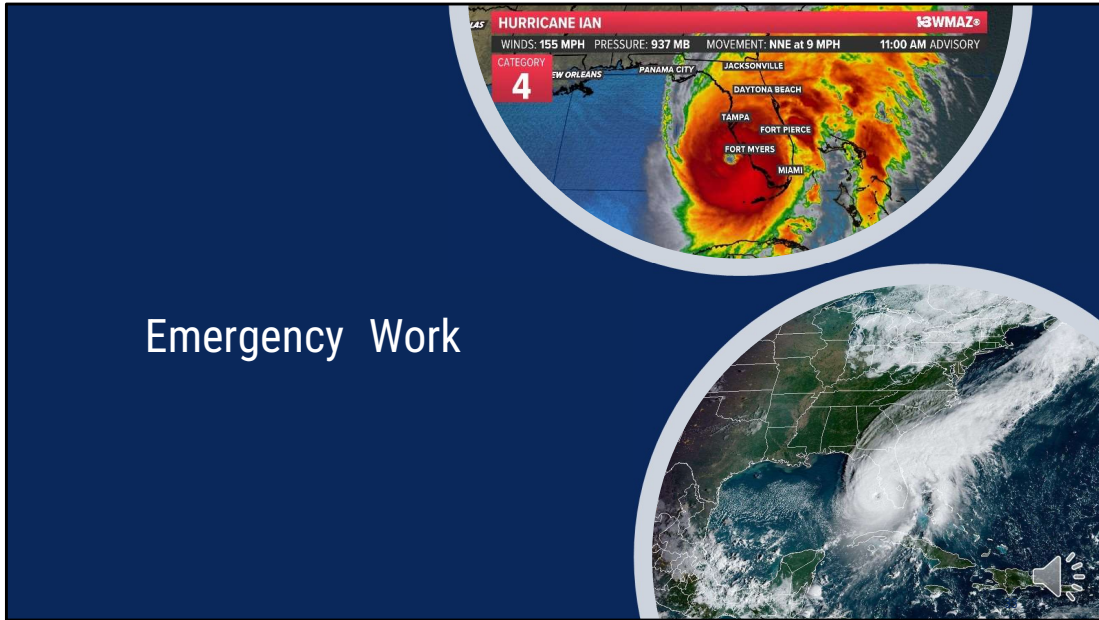 HURRICANE IAN
13WMAZ®
WINDS: 155 MPH PRESSURE: 937 MB MOVEMENT: NNE at 9 MPH 11:00 AM ADVISORY
CATEGORY
4
EW ORLEANS
PANAMA CITY
JACKSONVILLE
DAYTONA BEACH
TAMPA
FORT PIERCE
FORT MYERS
MIAMI
Emergency Work